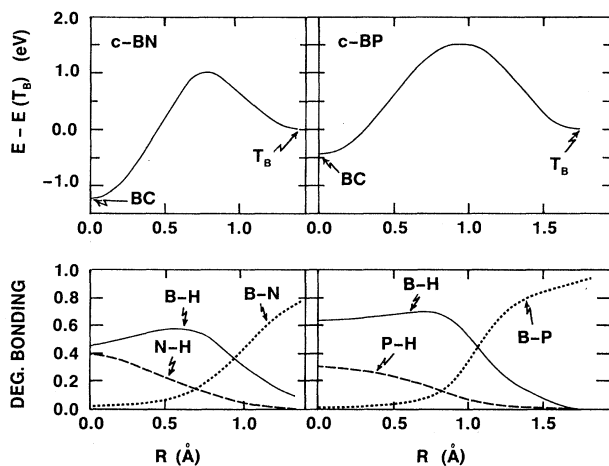 E – E (T_B) (eV)
c-BN
c-BP
2.0
1.0
0.0
−1.0
BC
T_B
BC
T_B
0.0 0.5 1.0
0.0 0.5 1.0 1.5
DEG. BONDING
1.0
0.8
0.6
0.4
0.2
0.0
B–H
B–N
N–H
B–H
P–H
B–P
0.0 0.5 1.0
0.0 0.5 1.0 1.5
R (Å)
R (Å)